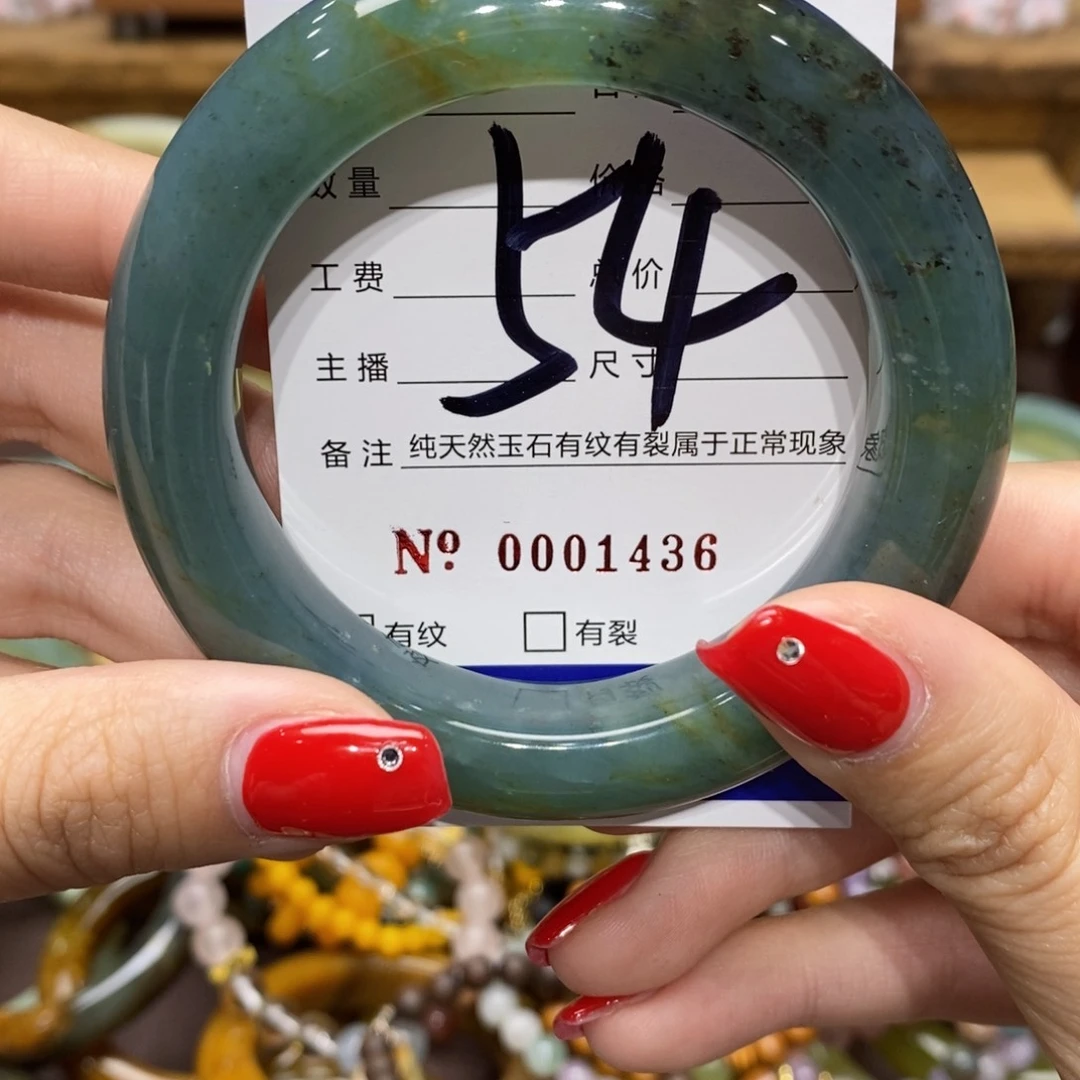 54
数量 价格
工费 总价
主播 尺寸
备注 纯天然玉石有纹有裂属于正常现象
Nº 0001436
有纹 有裂